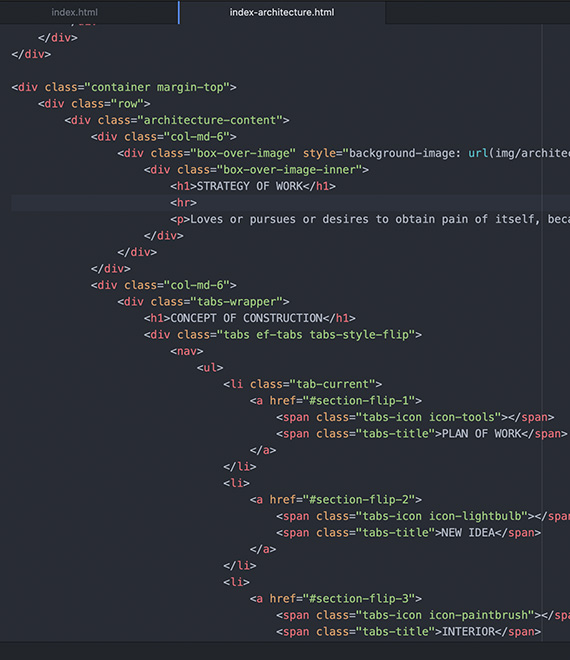 index.html index-architecture.html
</div>
</div>
<div class="container margin-top">
<div class="row">
<div class="architecture-content">
<div class="col-md-6">
<div class="box-over-image" style="background-image: url(img/archite
<div class="box-over-image-inner">
<h1>STRATEGY OF WORK</h1>
<hr>
<p>Loves or pursues or desires to obtain pain of itself, beca
</div>
</div>
</div>
<div class="col-md-6">
<div class="tabs-wrapper">
<h1>CONCEPT OF CONSTRUCTION</h1>
<div class="tabs ef-tabs tabs-style-flip">
<nav>
<ul>
<li class="tab-current">
<a href="#section-flip-1">
<span class="tabs-icon icon-tools"></span>
<span class="tabs-title">PLAN OF WORK</span>
</a>
</li>
<li>
<a href="#section-flip-2">
<span class="tabs-icon icon-lightbulb"></spa
<span class="tabs-title">NEW IDEA</span>
</a>
</li>
<li>
<a href="#section-flip-3">
<span class="tabs-icon icon-paintbrush"></sp
<span class="tabs-title">INTERIOR</span>